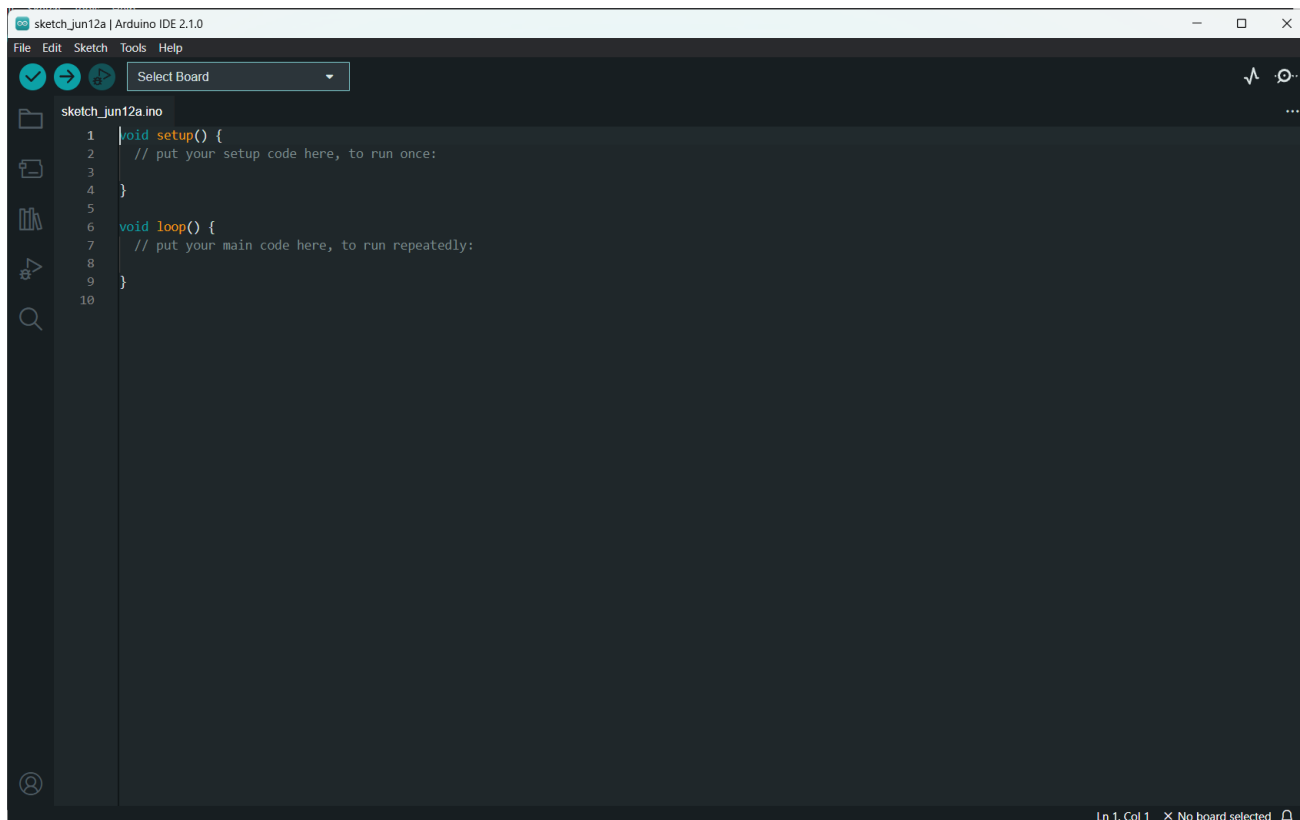 sketch_jun12a | Arduino IDE 2.1.0
File Edit Sketch Tools Help
Select Board
sketch_jun12a.ino
1 void setup() {
2 // put your setup code here, to run once:
3
4 }
5
6 void loop() {
7 // put your main code here, to run repeatedly:
8
9 }
10
Ln 1, Col 1 × No board selected